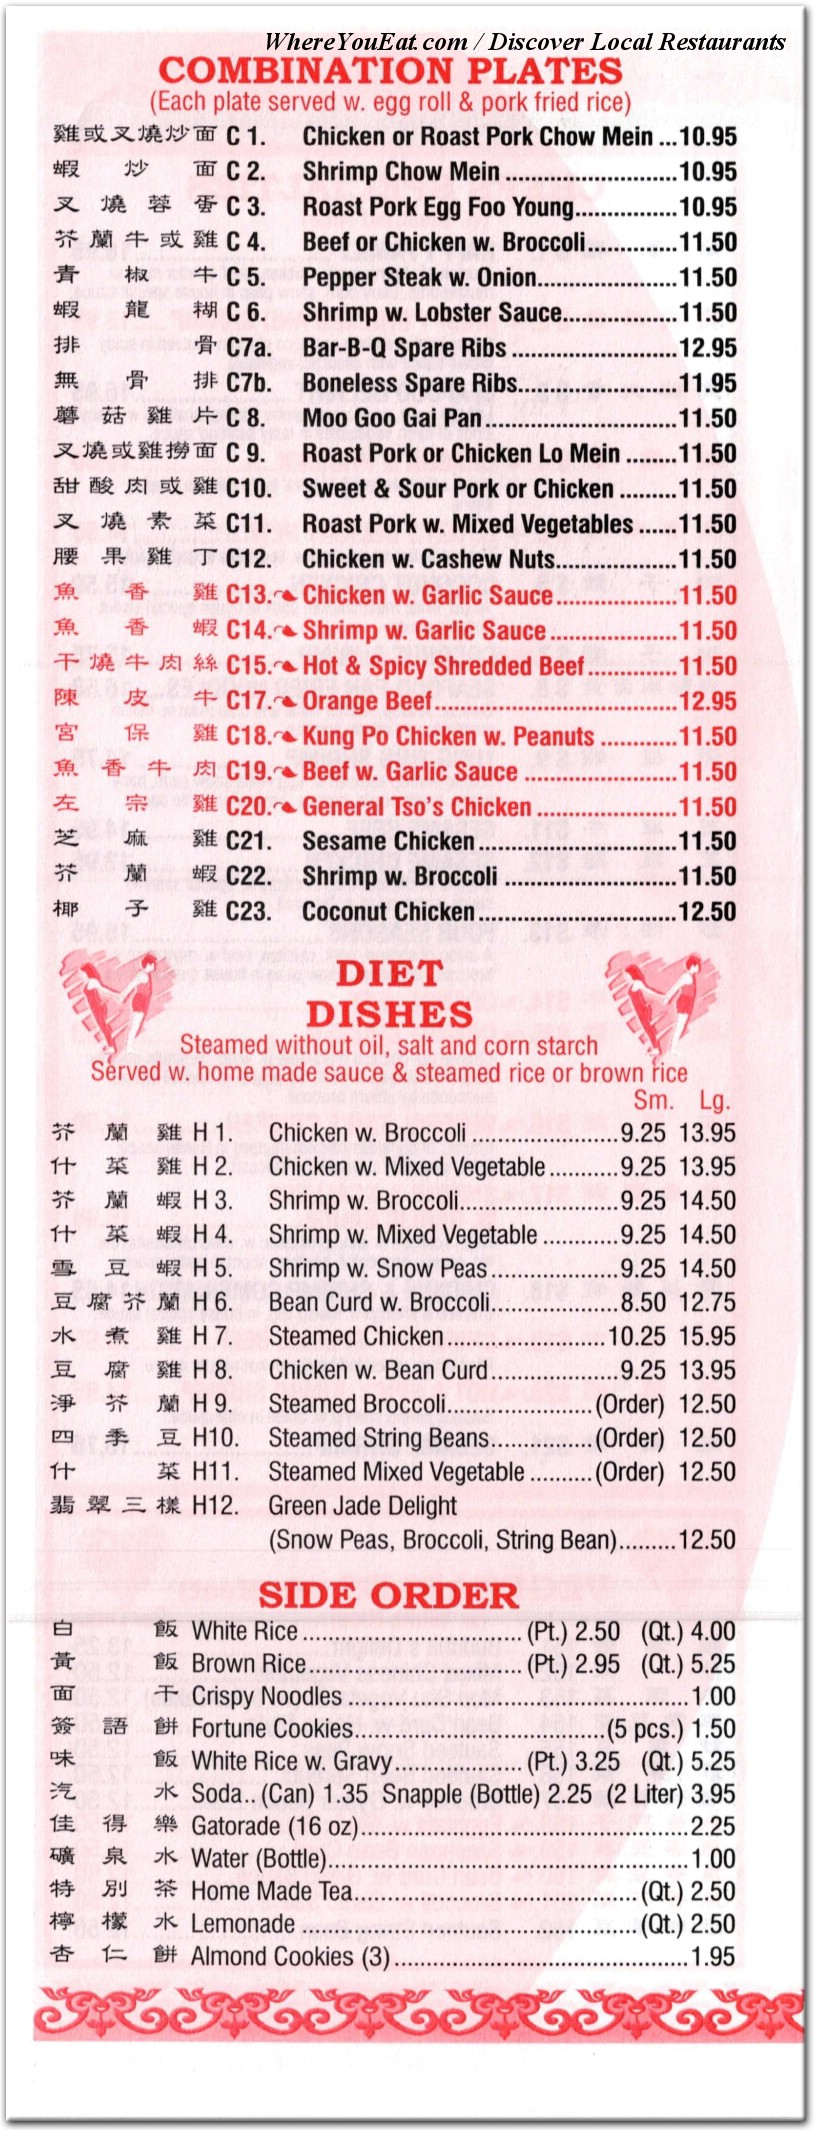 WhereYouEat.com / Discover Local Restaurants
COMBINATION PLATES
(Each plate served w. egg roll & pork fried rice)
雞或叉燒炒面 C 1. Chicken or Roast Pork Chow Mein ...10.95
蝦炒面 C 2. Shrimp Chow Mein ..........................10.95
叉燒蓉蛋 C 3. Roast Pork Egg Foo Young................10.95
芥蘭牛或雞 C 4. Beef or Chicken w. Broccoli..............11.50
青椒牛 C 5. Pepper Steak w. Onion.....................11.50
蝦龍糊 C 6. Shrimp w. Lobster Sauce.................11.50
排骨 C7a. Bar-B-Q Spare Ribs .........................12.95
無骨排 C7b. Boneless Spare Ribs........................11.95
蘑菇雞片 C 8. Moo Goo Gai Pan.............................11.50
叉燒或雞撈面 C 9. Roast Pork or Chicken Lo Mein ........11.50
甜酸肉或雞 C10. Sweet & Sour Pork or Chicken .........11.50
叉燒素菜 C11. Roast Pork w. Mixed Vegetables ......11.50
腰果雞丁 C12. Chicken w. Cashew Nuts..................11.50
魚香雞 C13. Chicken w. Garlic Sauce..................11.50
魚香蝦 C14. Shrimp w. Garlic Sauce ...................11.50
干燒牛肉絲 C15. Hot & Spicy Shredded Beef ..............11.50
陳皮牛 C17. Orange Beef.....................................12.95
宮保雞 C18. Kung Po Chicken w. Peanuts ............11.50
魚香牛肉 C19. Beef w. Garlic Sauce .......................11.50
左宗雞 C20. General Tso's Chicken ......................11.50
芝麻雞 C21. Sesame Chicken ..............................11.50
芥蘭蝦 C22. Shrimp w. Broccoli ..........................11.50
椰子雞 C23. Coconut Chicken..............................12.50
DIET
DISHES
Steamed without oil, salt and corn starch
Served w. home made sauce & steamed rice or brown rice
Sm. Lg.
芥蘭雞 H 1. Chicken w. Broccoli ......................9.25 13.95
什菜雞 H 2. Chicken w. Mixed Vegetable ..........9.25 13.95
芥蘭蝦 H 3. Shrimp w. Broccoli........................9.25 14.50
什菜蝦 H 4. Shrimp w. Mixed Vegetable ...........9.25 14.50
雪豆蝦 H 5. Shrimp w. Snow Peas ...................9.25 14.50
豆腐芥蘭 H 6. Bean Curd w. Broccoli...................8.50 12.75
水煮雞 H 7. Steamed Chicken ........................10.25 15.95
豆腐雞 H 8. Chicken w. Bean Curd...................9.25 13.95
淨芥蘭 H 9. Steamed Broccoli......................(Order) 12.50
四季豆 H10. Steamed String Beans................(Order) 12.50
什菜 H11. Steamed Mixed Vegetable ..........(Order) 12.50
翡翠三樣 H12. Green Jade Delight
(Snow Peas, Broccoli, String Bean).........12.50
SIDE ORDER
白飯 White Rice ................................. (Pt.) 2.50 (Qt.) 4.00
黃飯 Brown Rice................................ (Pt.) 2.95 (Qt.) 5.25
面干 Crispy Noodles ....................................................1.00
簽語餅 Fortune Cookies......................................(5 pcs.) 1.50
味飯 White Rice w. Gravy................... (Pt.) 3.25 (Qt.) 5.25
汽水 Soda.. (Can) 1.35 Snapple (Bottle) 2.25 (2 Liter) 3.95
佳得樂 Gatorade (16 oz)..................................................2.25
礦泉水 Water (Bottle)......................................................1.00
特別茶 Home Made Tea...........................................(Qt.) 2.50
檸檬水 Lemonade ....................................................(Qt.) 2.50
杏仁餅 Almond Cookies (3)............................................1.95